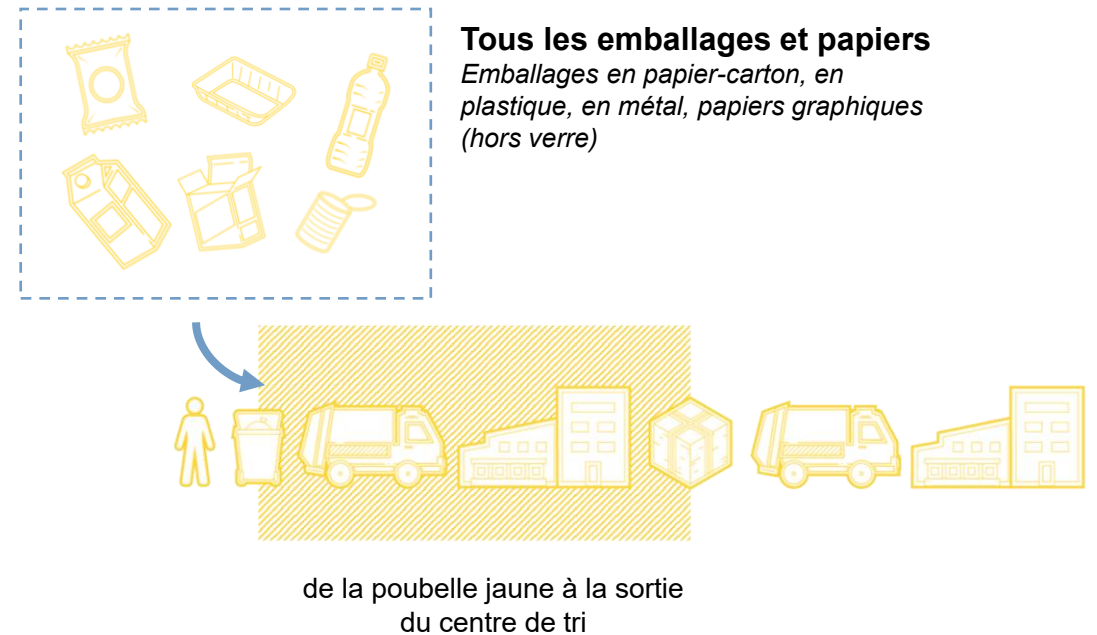 Tous les emballages et papiers
Emballages en papier-carton, en
plastique, en métal, papiers graphiques
(hors verre)
de la poubelle jaune à la sortie
du centre de tri